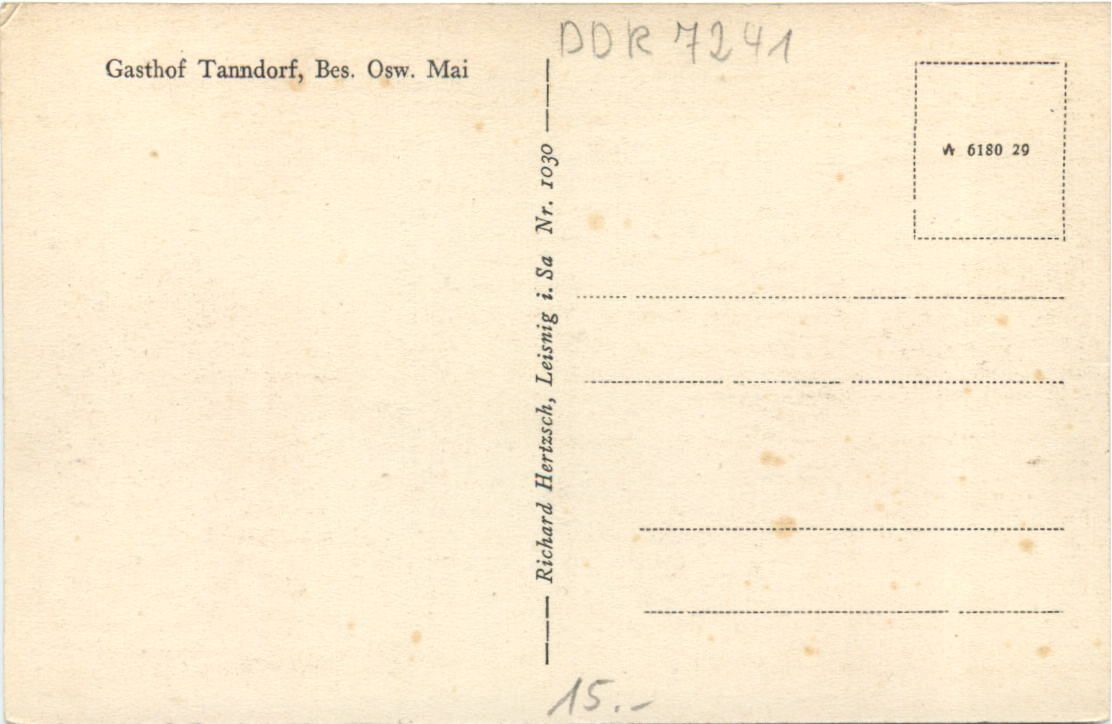 Gasthof Tanndorf, Bes. Osw. Mai
DDR 7241
A 6180 29
Richard Hertzsch, Leisnig i. Sa Nr. 1030
15.-